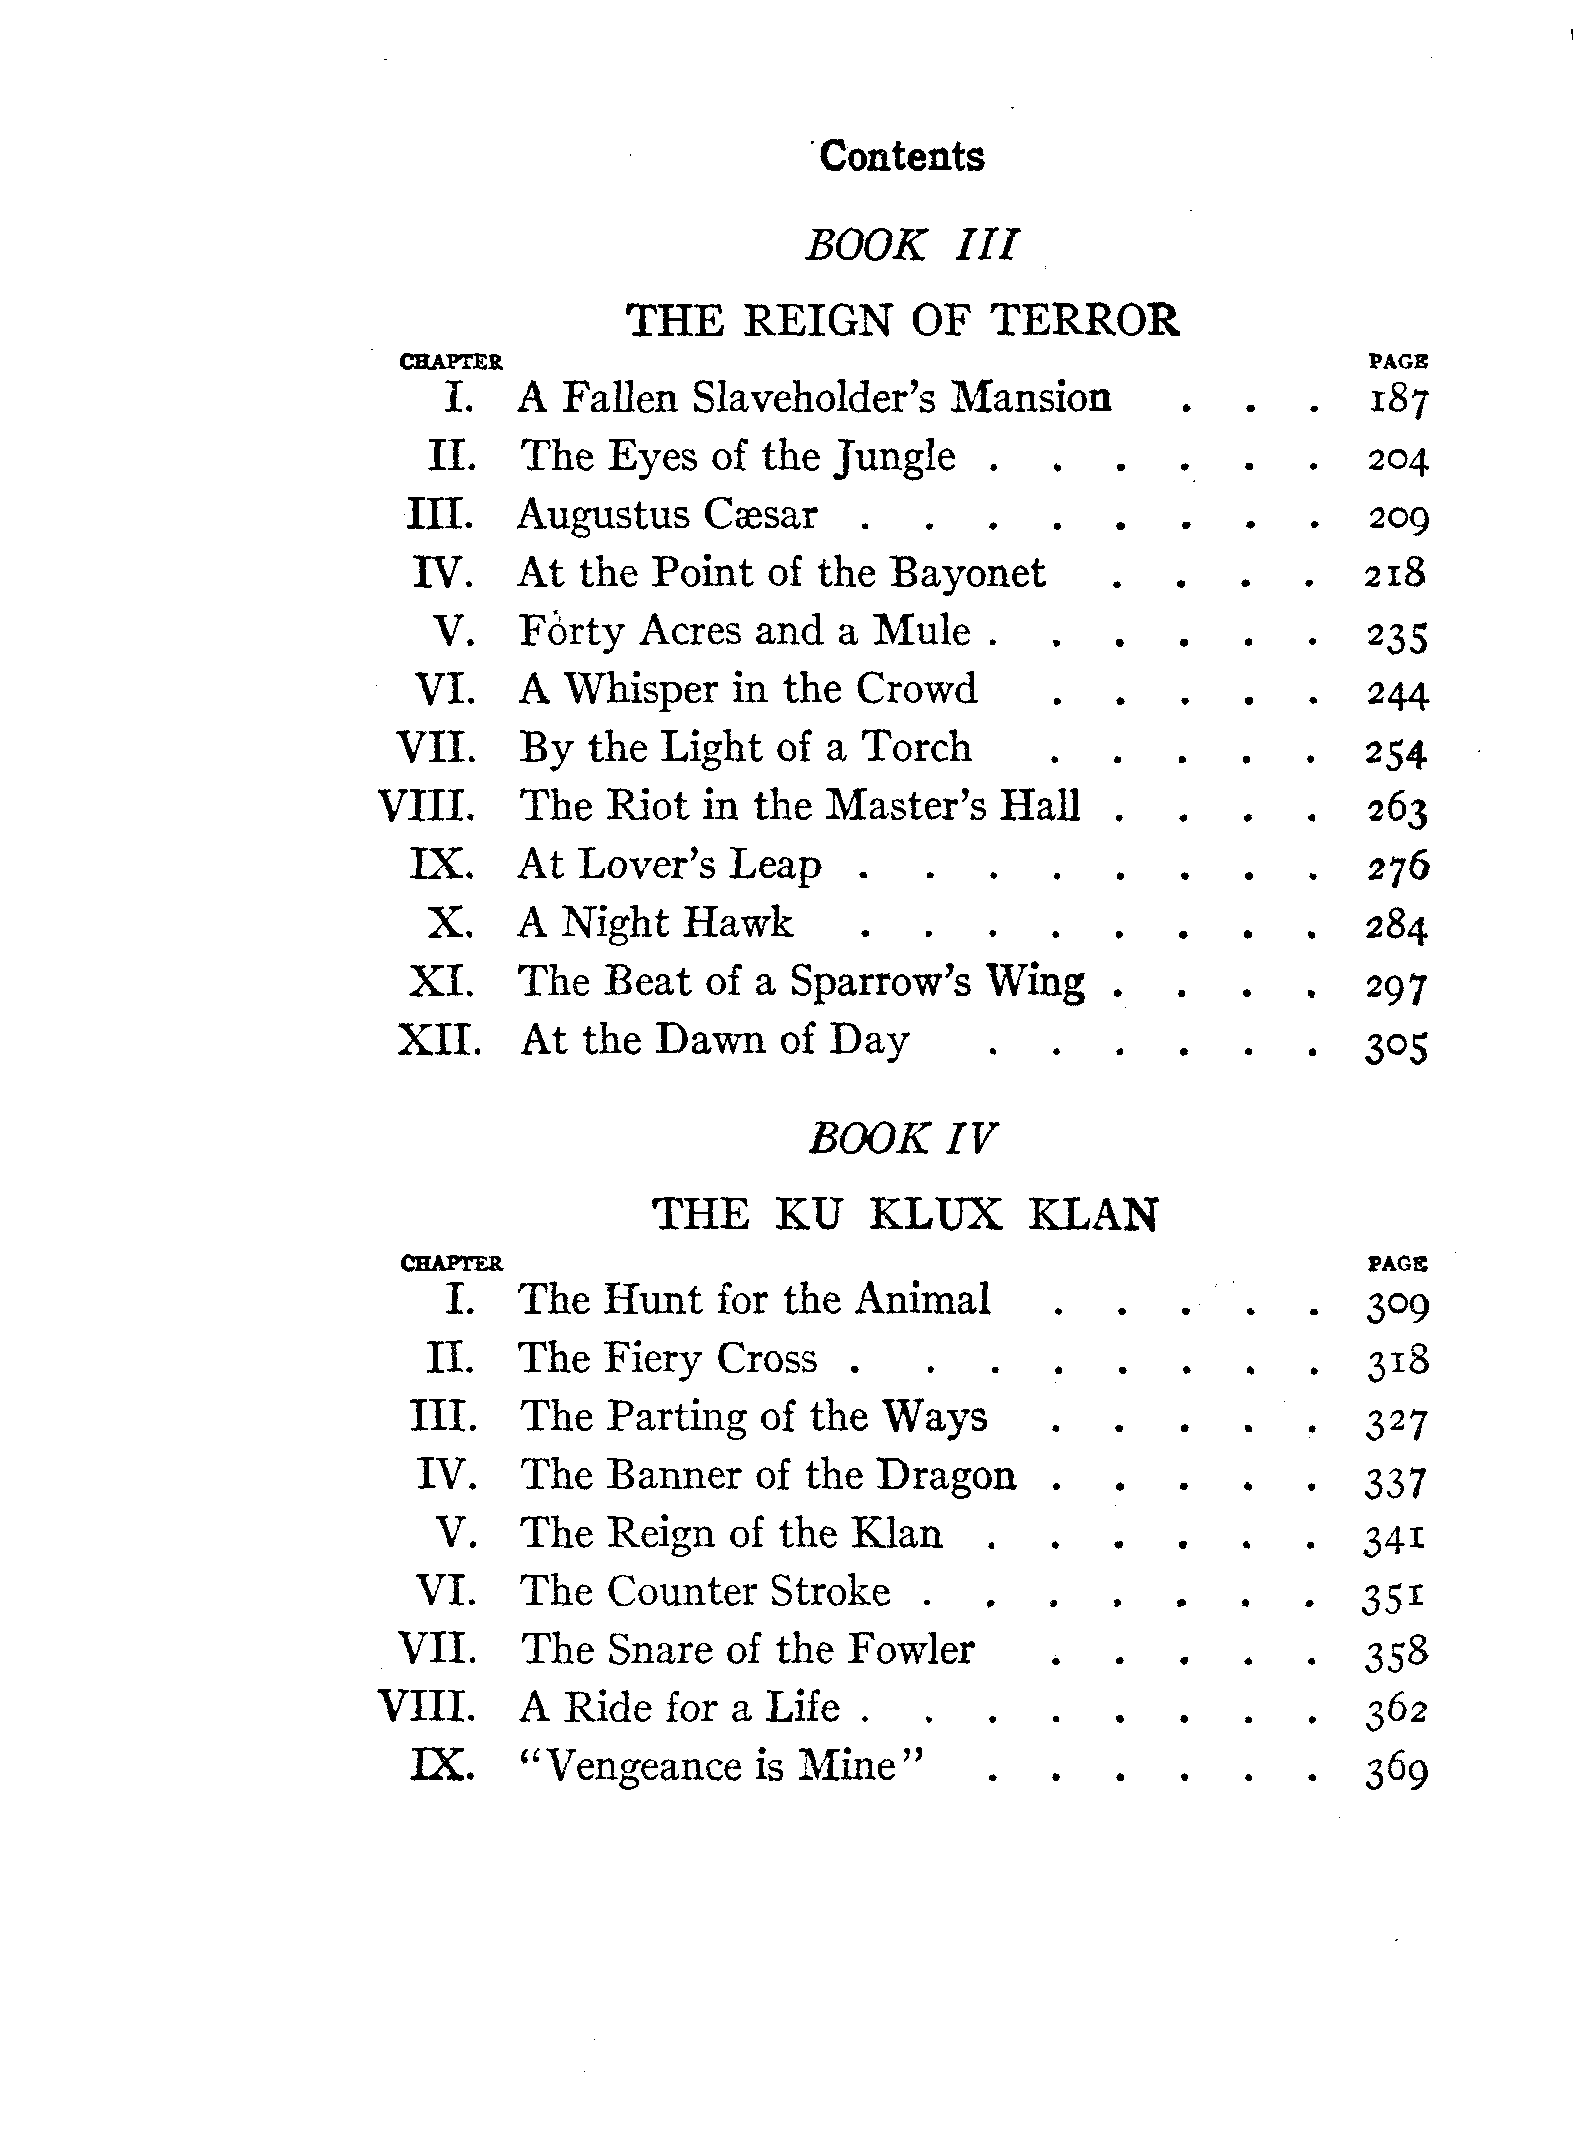 Contents
BOOK III
THE REIGN OF TERROR
CHAPTER PAGE
I. A Fallen Slaveholder's Mansion . . . 187
II. The Eyes of the Jungle . . . . . . 204
III. Augustus Cæsar . . . . . . . . 209
IV. At the Point of the Bayonet . . . . 218
V. Forty Acres and a Mule . . . . . . 235
VI. A Whisper in the Crowd . . . . . 244
VII. By the Light of a Torch . . . . . 254
VIII. The Riot in the Master's Hall . . . . 263
IX. At Lover's Leap . . . . . . . . 276
X. A Night Hawk . . . . . . . . 284
XI. The Beat of a Sparrow's Wing . . . . 297
XII. At the Dawn of Day . . . . . . 305
BOOK IV
THE KU KLUX KLAN
CHAPTER PAGE
I. The Hunt for the Animal . . . . . 309
II. The Fiery Cross . . . . . . . . 318
III. The Parting of the Ways . . . . . 327
IV. The Banner of the Dragon . . . . . 337
V. The Reign of the Klan . . . . . . 341
VI. The Counter Stroke . . . . . . . 351
VII. The Snare of the Fowler . . . . . 358
VIII. A Ride for a Life . . . . . . . . 362
IX. "Vengeance is Mine" . . . . . . 369